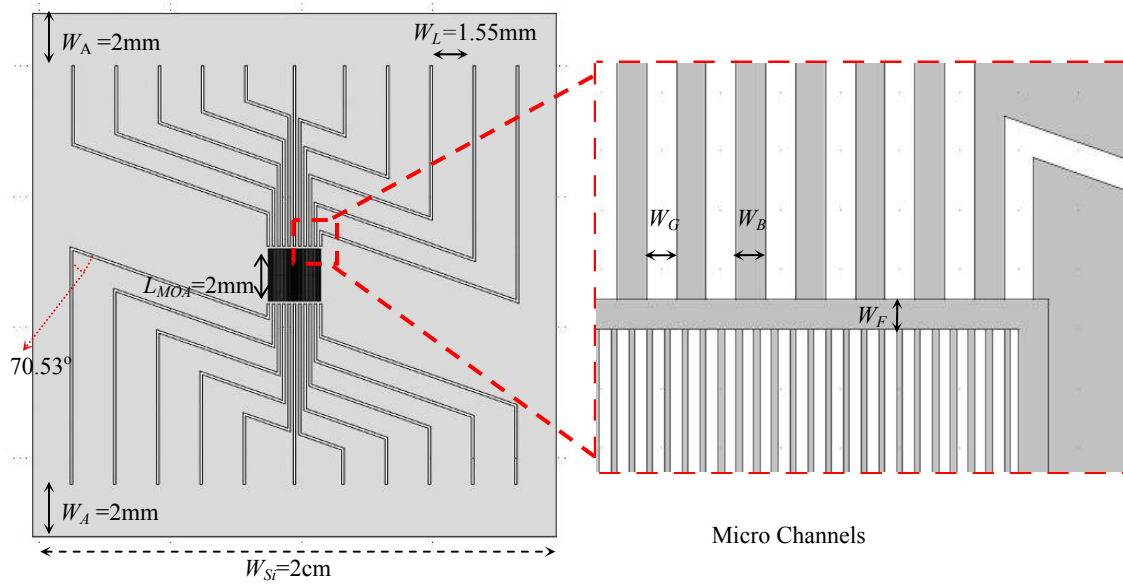 W_A =2mm
W_L=1.55mm
W_G
W_B
L_MOA=2mm
W_F
70.53°
W_A =2mm
Micro Channels
W_Si=2cm